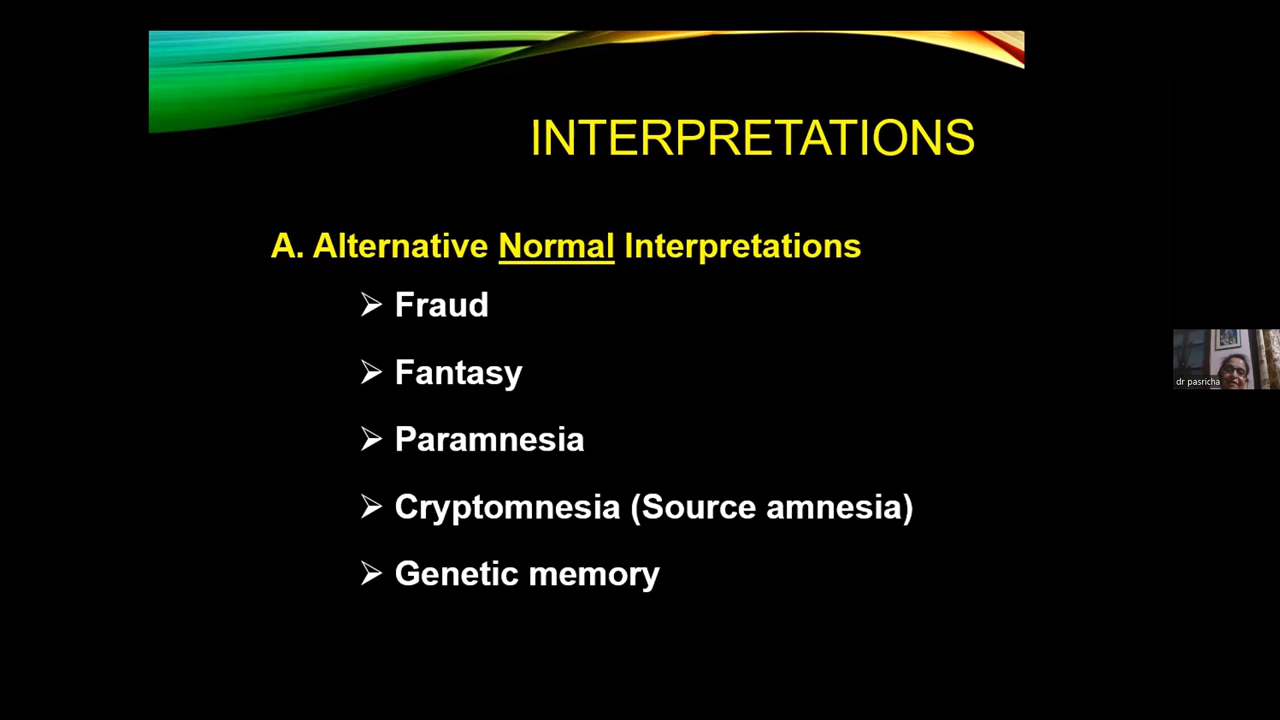 INTERPRETATIONS
A. Alternative Normal Interpretations
➢ Fraud
➢ Fantasy
➢ Paramnesia
➢ Cryptomnesia (Source amnesia)
➢ Genetic memory
dr pasricha